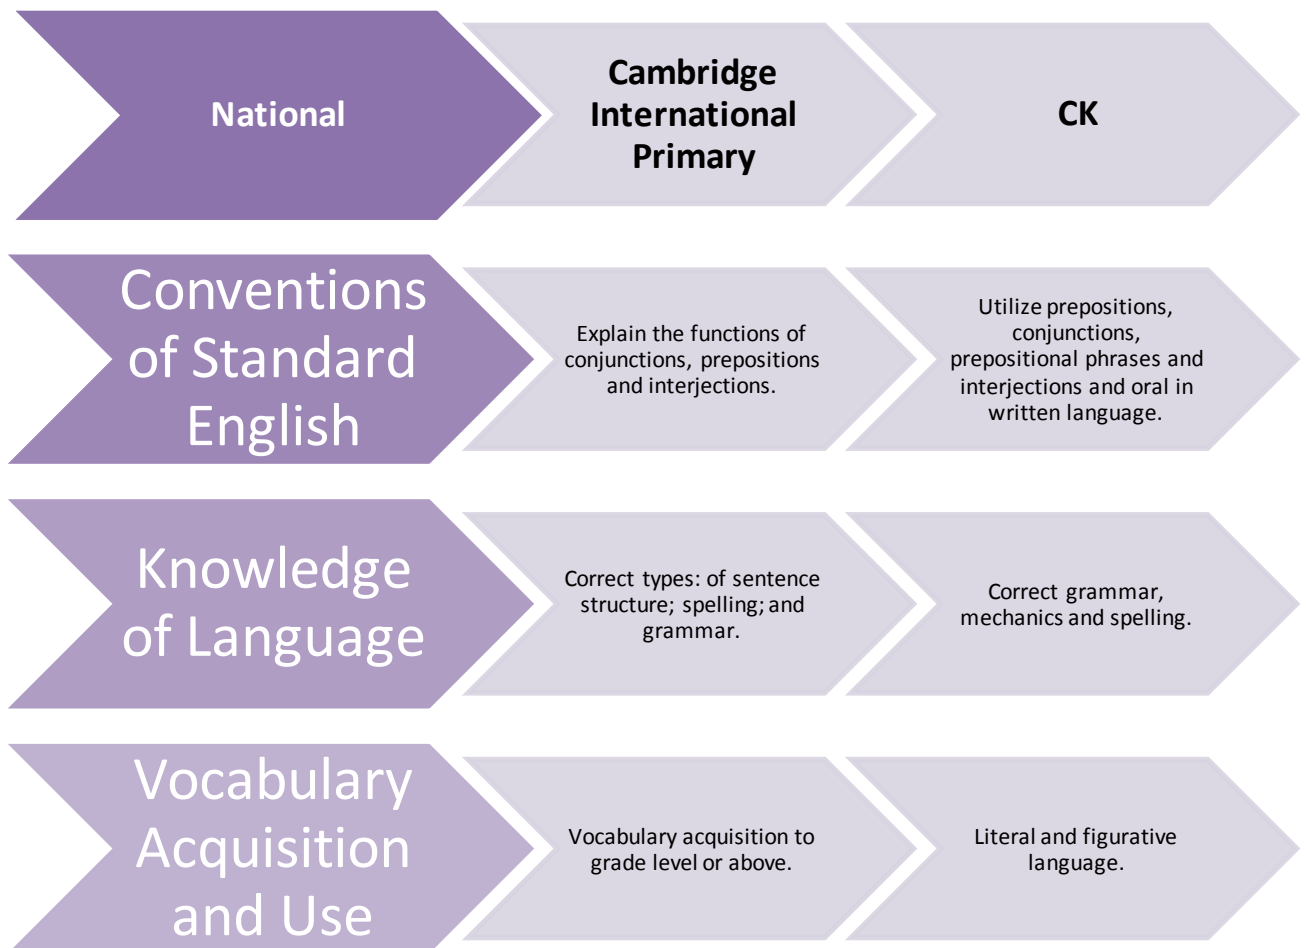 National
Cambridge
International
Primary
CK
Conventions
of Standard
English
Explain the functions of
conjunctions, prepositions
and interjections.
Utilize prepositions,
conjunctions,
prepositional phrases and
interjections and oral in
written language.
Knowledge
of Language
Correct types: of sentence
structure; spelling; and
grammar.
Correct grammar,
mechanics and spelling.
Vocabulary
Acquisition
and Use
Vocabulary acquisition to
grade level or above.
Literal and figurative
language.